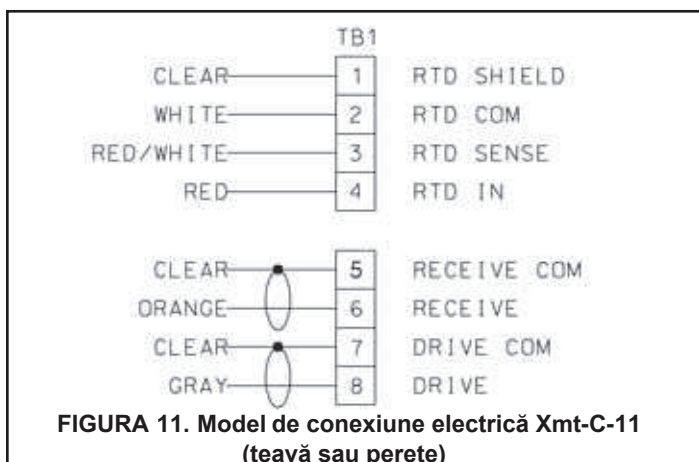 TB1
CLEAR 1 RTD SHIELD
WHITE 2 RTD COM
RED/WHITE 3 RTD SENSE
RED 4 RTD IN
CLEAR 5 RECEIVE COM
ORANGE 6 RECEIVE
CLEAR 7 DRIVE COM
GRAY 8 DRIVE
FIGURA 11. Model de conexiune electrică Xmt-C-11
(țeavă sau perete)